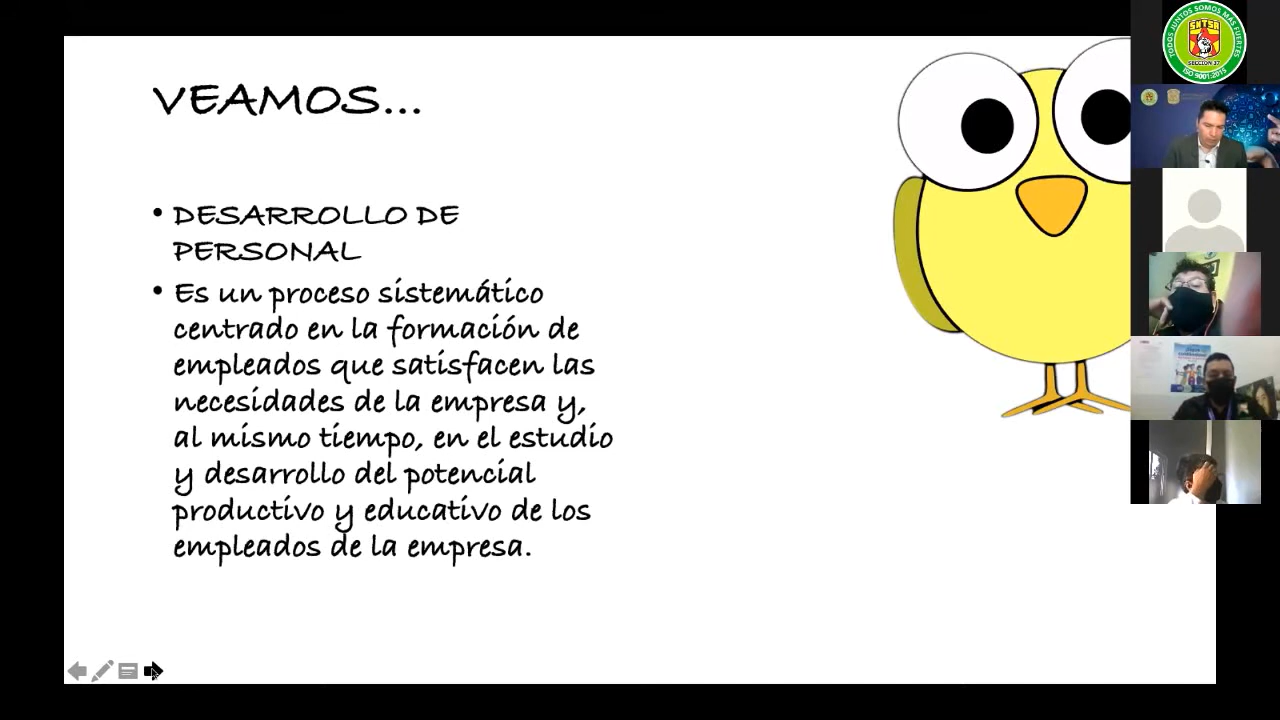 VEAMOS...
• DESARROLLO DE
PERSONAL
• Es un proceso sistemático
centrado en la formación de
empleados que satisfacen las
necesidades de la empresa y,
al mismo tiempo, en el estudio
y desarrollo del potencial
productivo y educativo de los
empleados de la empresa.
TODOS JUNTOS SOMOS MAS FUERTES
SNTSA
SECCION 37
ISO 9001:2015